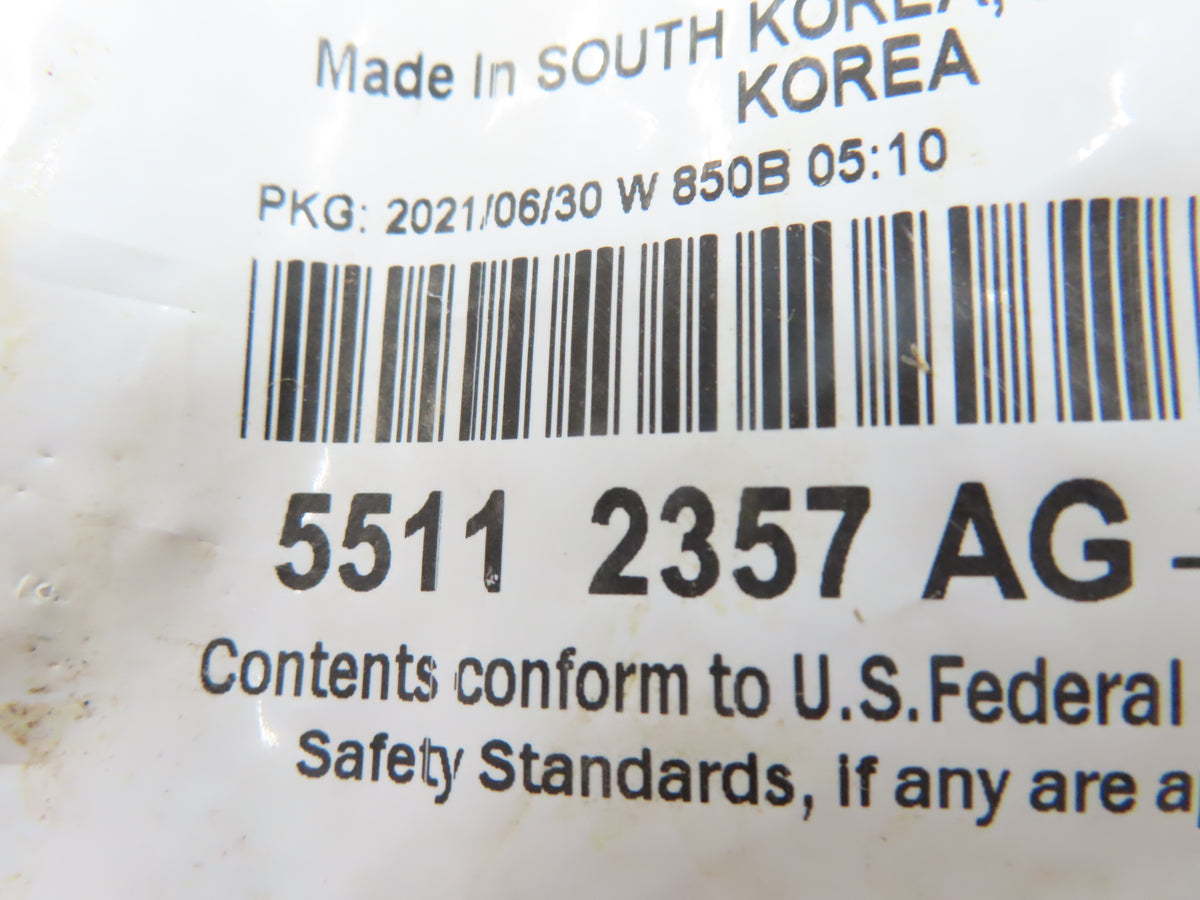 Made In SOUTH KOREA,
KOREA
PKG: 2021/06/30 W 850B 05:10
5511 2357 AG -
Contents conform to U.S.Federal
Safety Standards, if any are